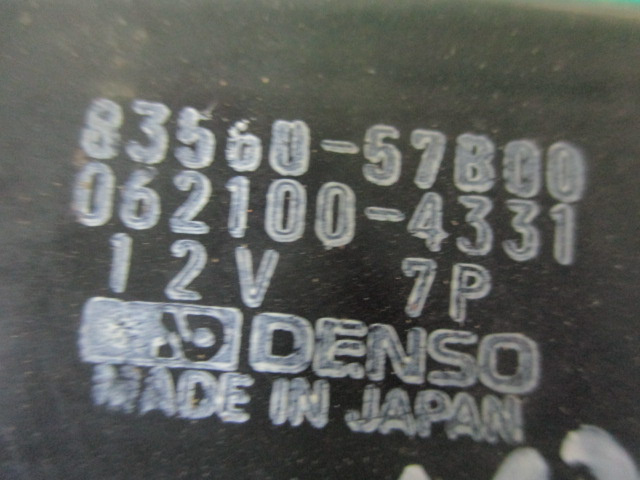 83560-57B00
062100-4331
12V 7P
DENSO
MADE IN JAPAN